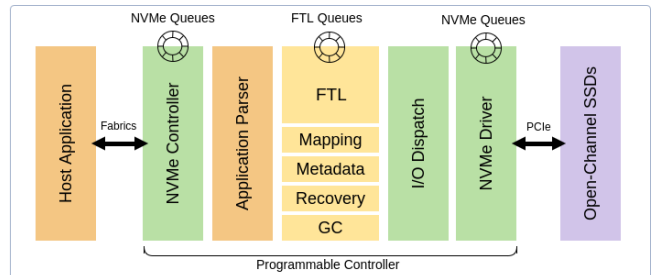 NVMe Queues
FTL Queues
NVMe Queues
Host Application
Fabrics
NVMe Controller
Application Parser
FTL
Mapping
Metadata
Recovery
GC
I/O Dispatch
NVMe Driver
PCIe
Open-Channel SSDs
Programmable Controller